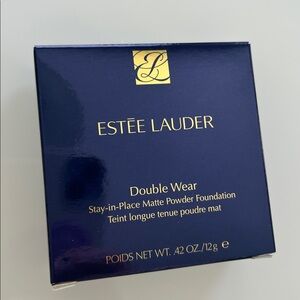 EL
ESTĒE LAUDER
Double Wear
Stay-in-Place Matte Powder Foundation
Teint longue tenue poudre mat
POIDS NET WT. .42 OZ./12g ℮